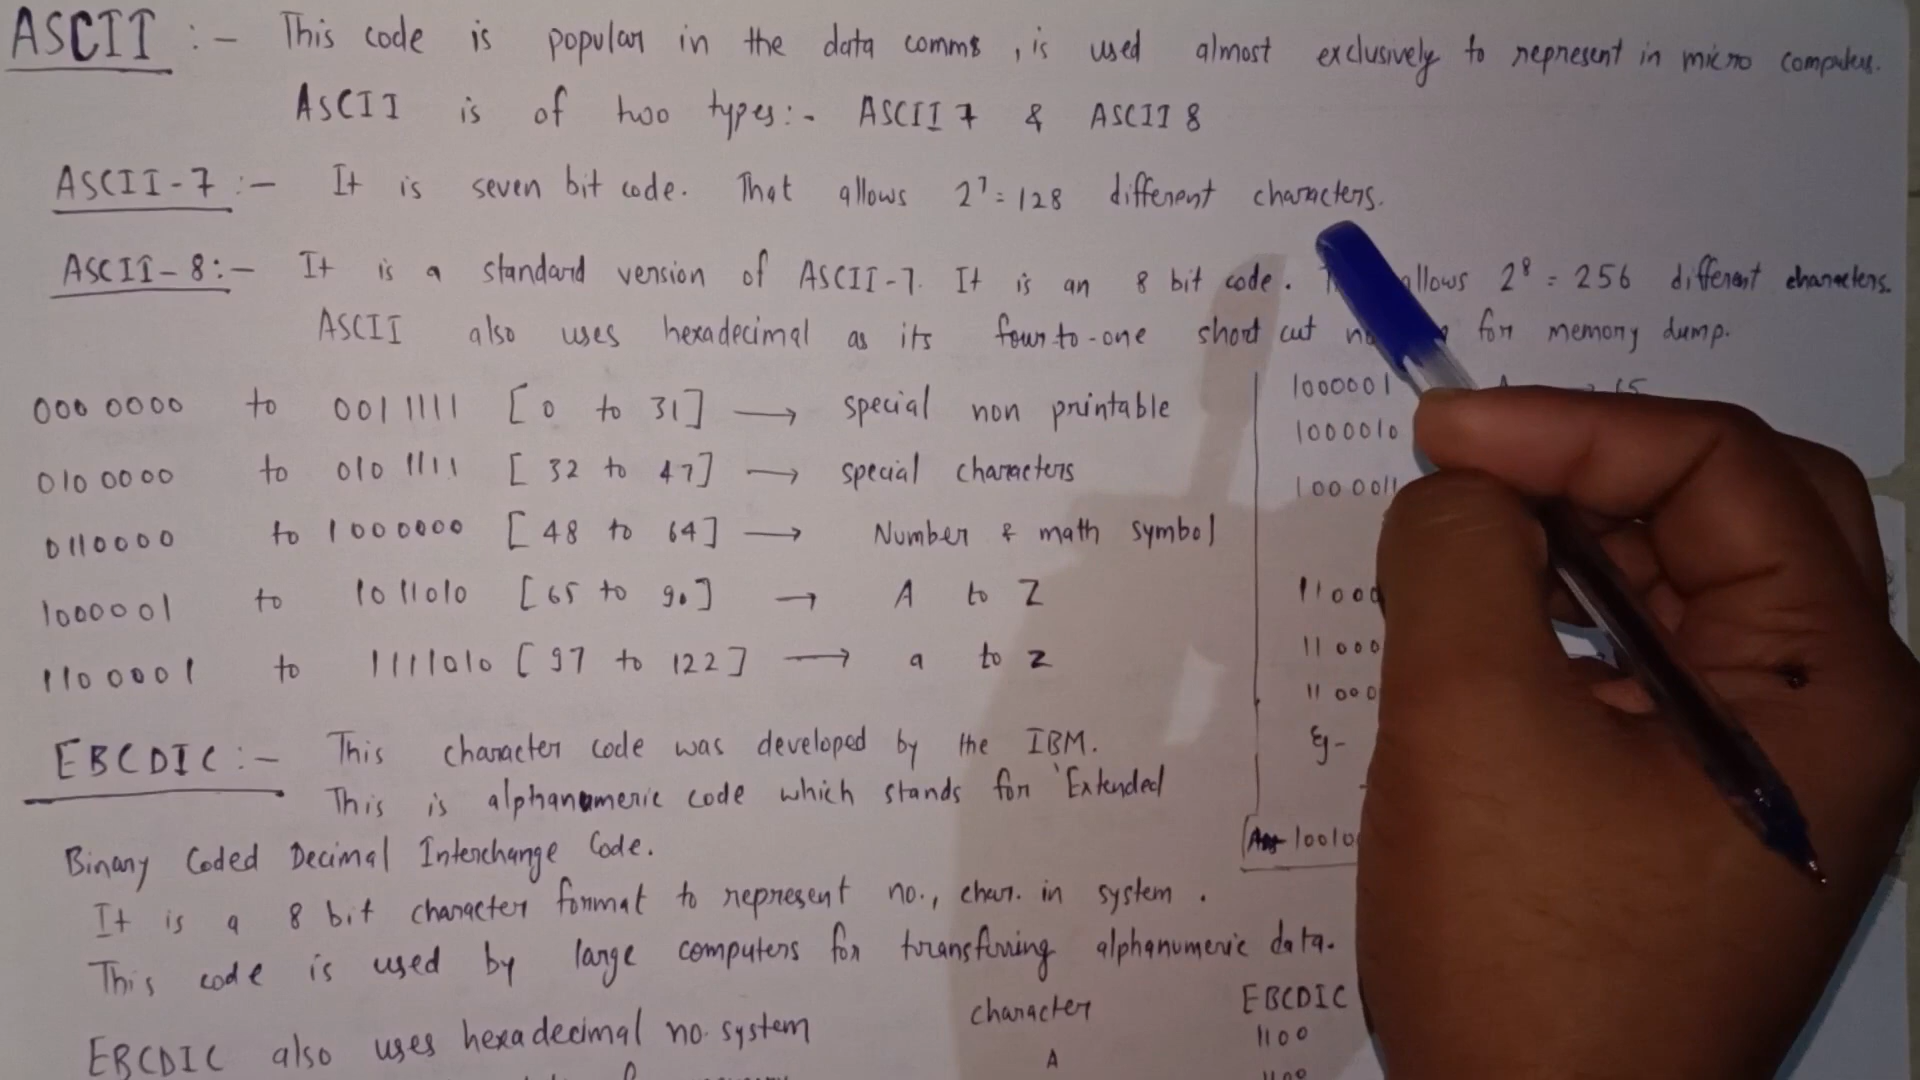 ASCII :- This code is popular in the data comms, is used almost exclusively to represent in micro computers.
ASCII is of two types:- ASCII 7 & ASCII 8
ASCII-7 :- It is seven bit code. That allows 2⁷ = 128 different characters.
ASCII-8 :- It is a standard version of ASCII-7. It is an 8 bit code. allows 2⁸ = 256 different characters.
ASCII also uses hexadecimal as its four-to-one short cut for memory dump.
000 0000 to 001 1111 [0 to 31] → special non printable
010 0000 to 010 1111 [32 to 47] → special characters
0110000 to 1000000 [48 to 64] → Number & math symbol
1000001 to 1011010 [65 to 90] → A to Z
1100001 to 1111010 [97 to 122] → a to z
1000001
1000010
1000011
11000
11000
11000
Eg-
10010
EBCDIC :- This character code was developed by the IBM.
This is alphanumeric code which stands for 'Extended
Binary Coded Decimal Interchange Code.
It is a 8 bit character format to represent no., char. in system.
This code is used by large computers for transferring alphanumeric data.
EBCDIC also uses hexadecimal no. system
character EBCDIC
A 1100
1100